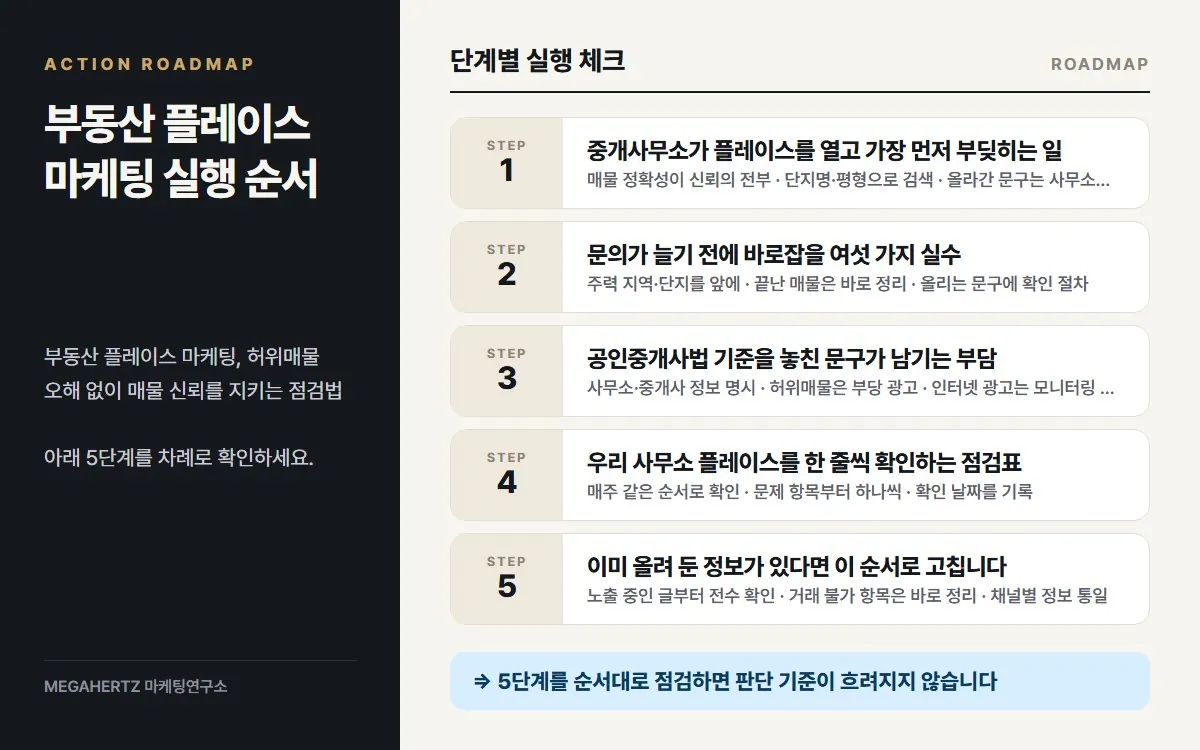 ACTION ROADMAP
부동산 플레이스
마케팅 실행 순서
부동산 플레이스 마케팅, 허위매물
오해 없이 매물 신뢰를 지키는 점검법
아래 5단계를 차례로 확인하세요.
MEGAHERTZ 마케팅연구소
단계별 실행 체크
ROADMAP
STEP
1
중개사무소가 플레이스를 열고 가장 먼저 부딪히는 일
매물 정확성이 신뢰의 전부 · 단지명·평형으로 검색 · 올라간 문구는 사무소...
STEP
2
문의가 늘기 전에 바로잡을 여섯 가지 실수
주력 지역·단지를 앞에 · 끝난 매물은 바로 정리 · 올리는 문구에 확인 절차
STEP
3
공인중개사법 기준을 놓친 문구가 남기는 부담
사무소·중개사 정보 명시 · 허위매물은 부당 광고 · 인터넷 광고는 모니터링 ...
STEP
4
우리 사무소 플레이스를 한 줄씩 확인하는 점검표
매주 같은 순서로 확인 · 문제 항목부터 하나씩 · 확인 날짜를 기록
STEP
5
이미 올려 둔 정보가 있다면 이 순서로 고칩니다
노출 중인 글부터 전수 확인 · 거래 불가 항목은 바로 정리 · 채널별 정보 통일
→ 5단계를 순서대로 점검하면 판단 기준이 흐려지지 않습니다